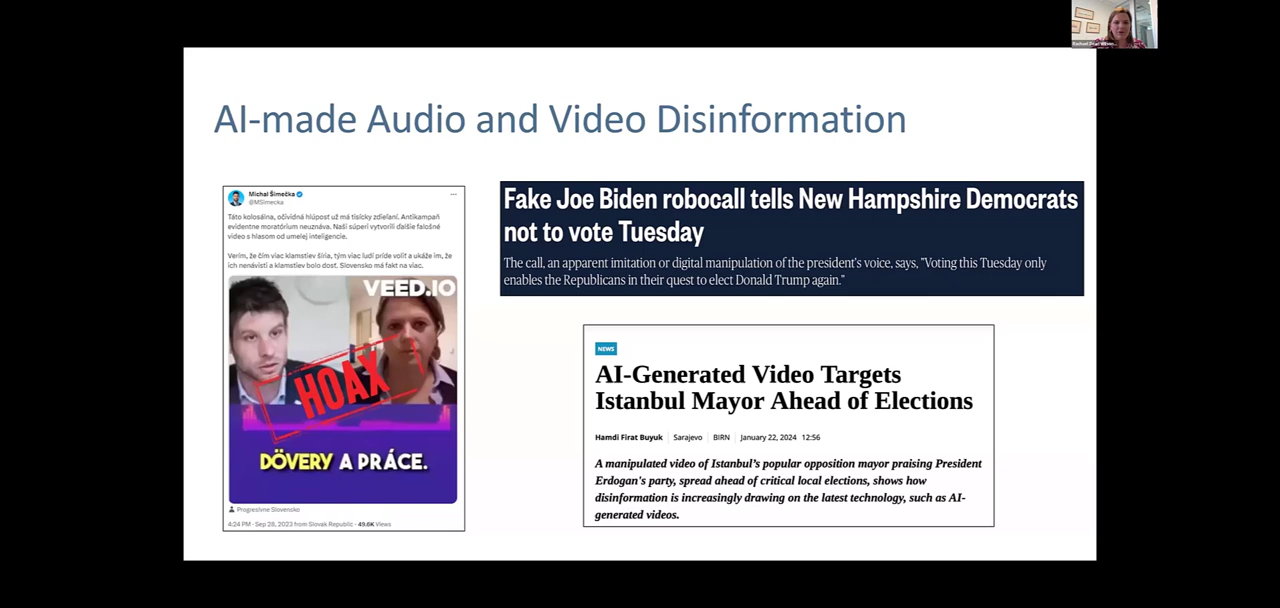 AI-made Audio and Video Disinformation
Michal Šimečka
@MSimecka
Táto kolosálna, očividná hlúposť už má tisícky zdieľaní. Antikampaň
evidentne moratórium neuznáva. Naši súperi vytvorili ďalšie falošné
video s hlasom od umelej inteligencie.
Verím, že čím viac klamstiev šíria, tým viac ľudí príde voliť a ukáže im, že
ich nenávisti a klamstiev bolo dosť. Slovensko má fakt na viac.
VEED.IO
HOAX
DÔVERY A PRÁCE.
Progresívne Slovensko
4:24 PM · Sep 28, 2023 from Slovak Republic · 49.6K Views
Fake Joe Biden robocall tells New Hampshire Democrats
not to vote Tuesday
The call, an apparent imitation or digital manipulation of the president's voice, says, "Voting this Tuesday only
enables the Republicans in their quest to elect Donald Trump again."
NEWS
AI-Generated Video Targets
Istanbul Mayor Ahead of Elections
Hamdi Firat Buyuk | Sarajevo | BIRN | January 22, 2024 12:56
A manipulated video of Istanbul's popular opposition mayor praising President
Erdogan's party, spread ahead of critical local elections, shows how
disinformation is increasingly drawing on the latest technology, such as AI-
generated videos.